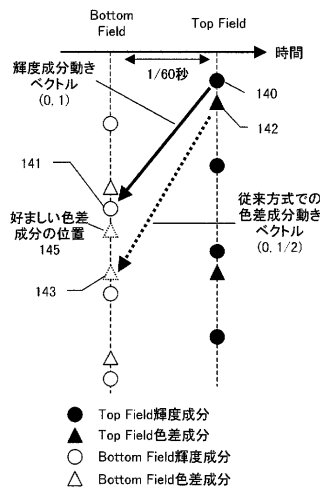 Bottom
Field
Top Field
時間
1/60秒
輝度成分動き
ベクトル
(0, 1)
140
142
141
好ましい色差
成分の位置
145
従来方式での
色差成分動き
ベクトル
(0, 1/2)
143
Top Field輝度成分
Top Field色差成分
Bottom Field輝度成分
Bottom Field色差成分